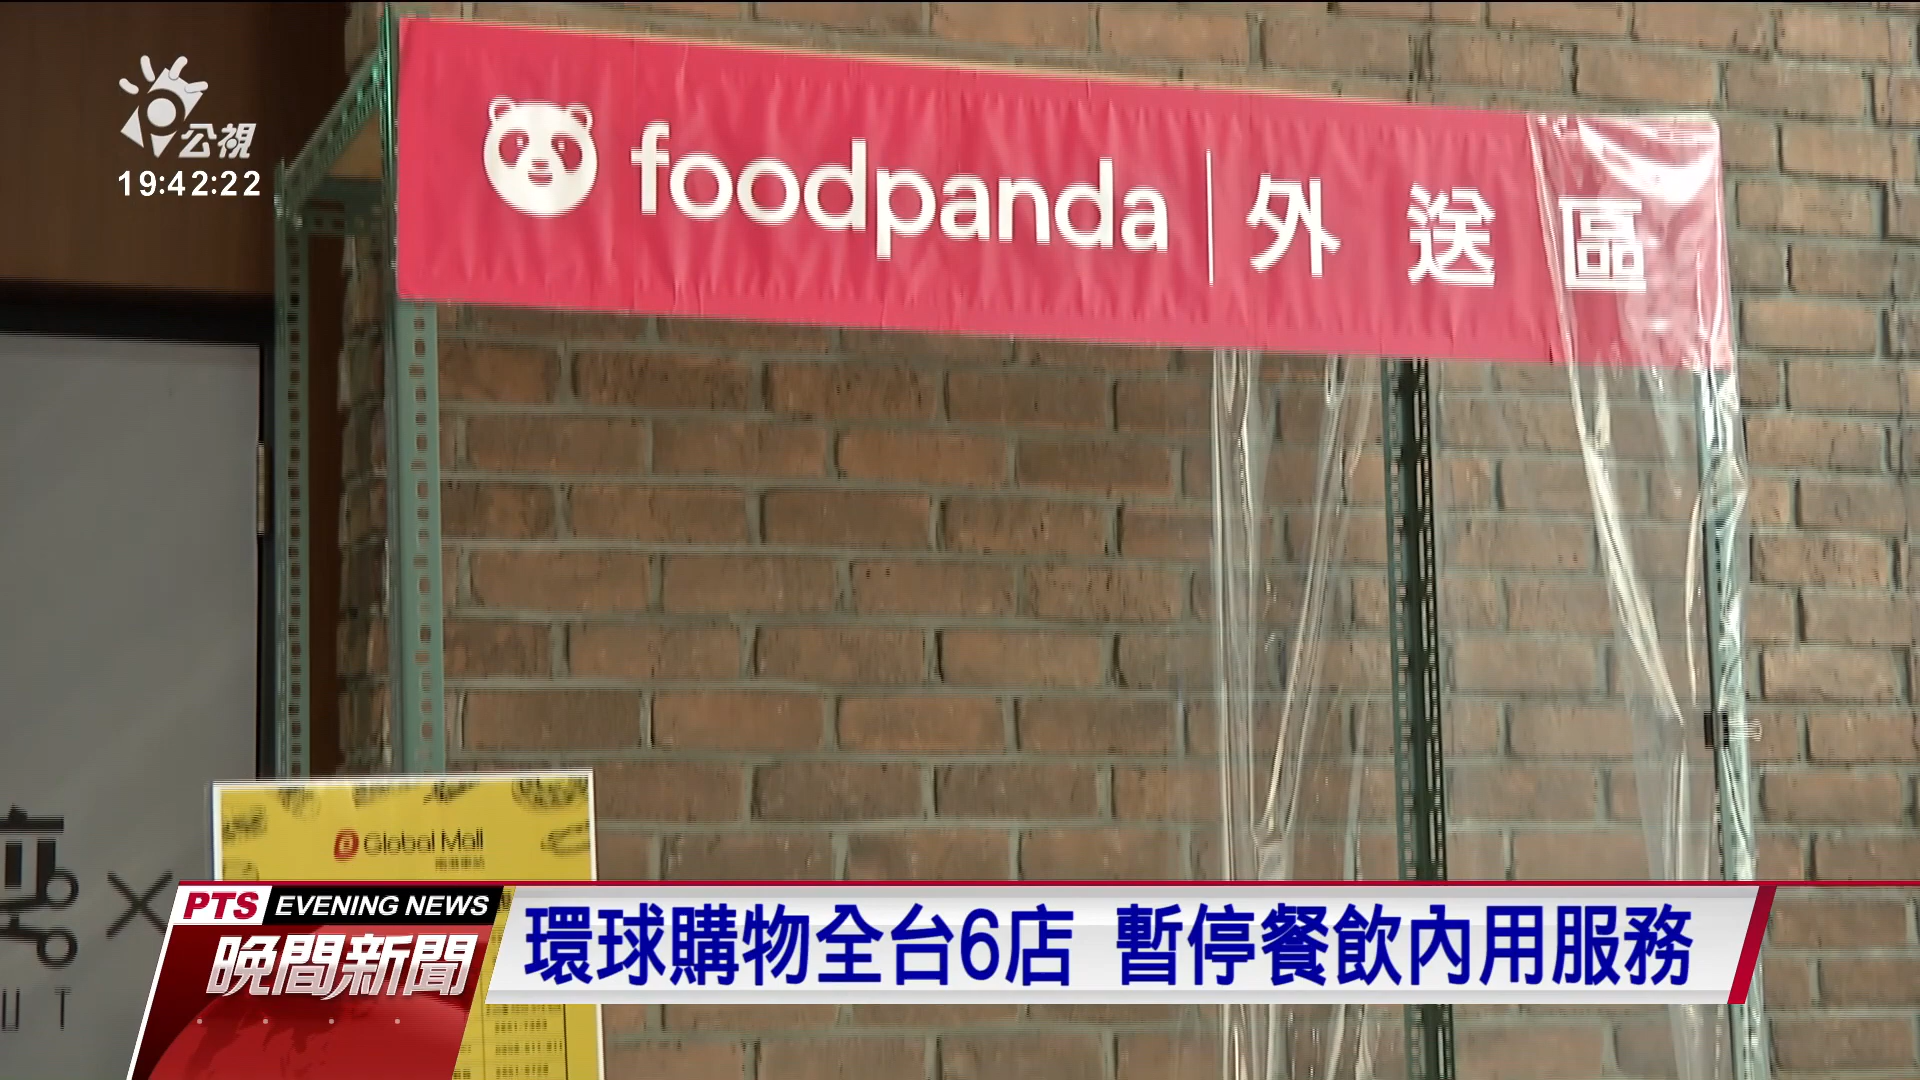 公視
19:42:22
foodpanda | 外送區
Global Mall
PTS EVENING NEWS
晚間新聞
環球購物全台6店 暫停餐飲內用服務
UT